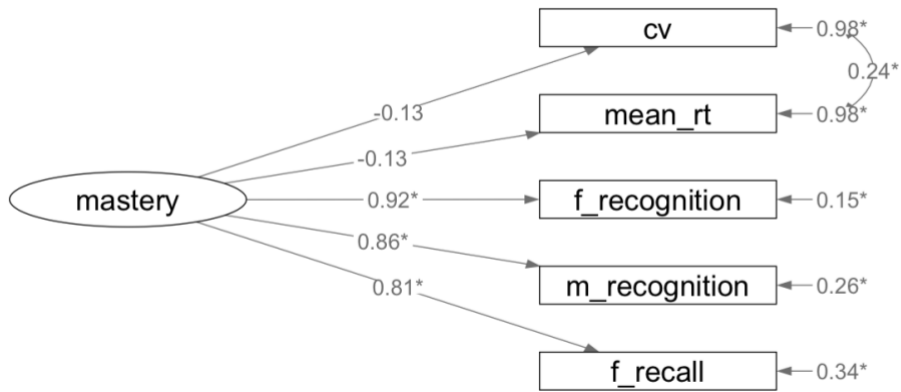 cv
0.98*
0.24*
-0.13
mean_rt
0.98*
-0.13
mastery
0.92*
f_recognition
0.15*
0.86*
m_recognition
0.26*
0.81*
f_recall
0.34*